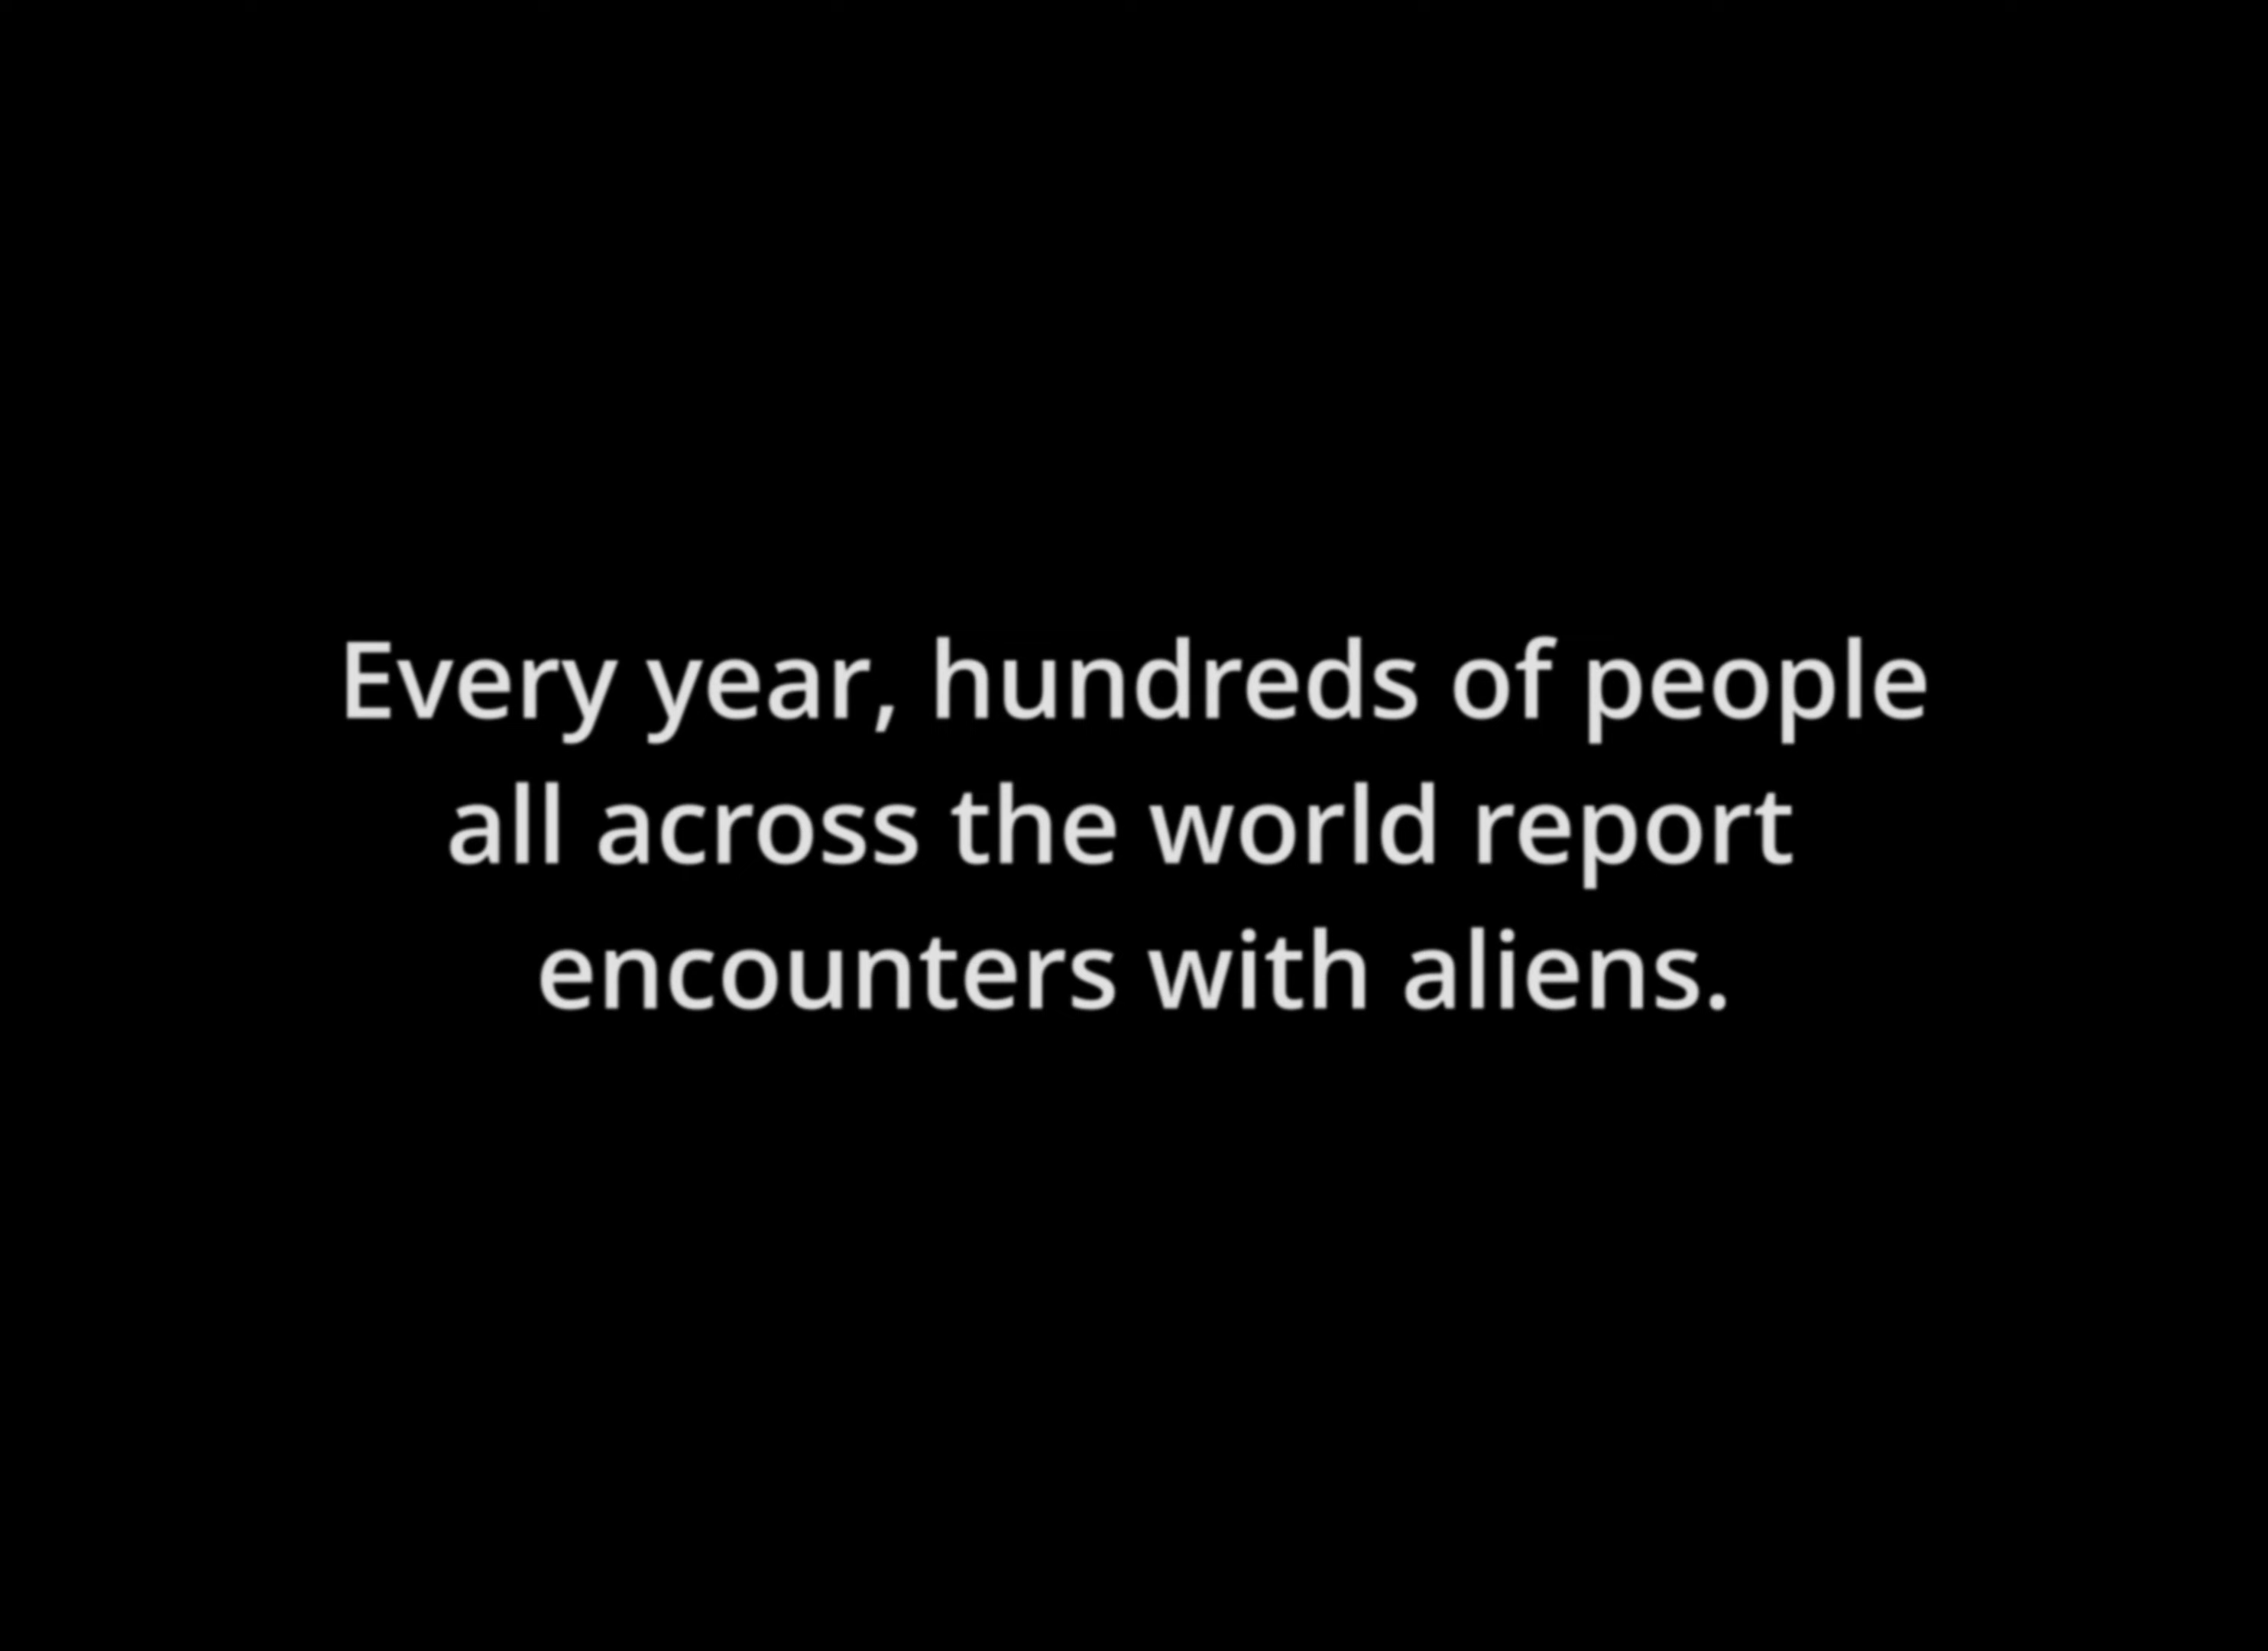 Every year, hundreds of people
all across the world report
encounters with aliens.